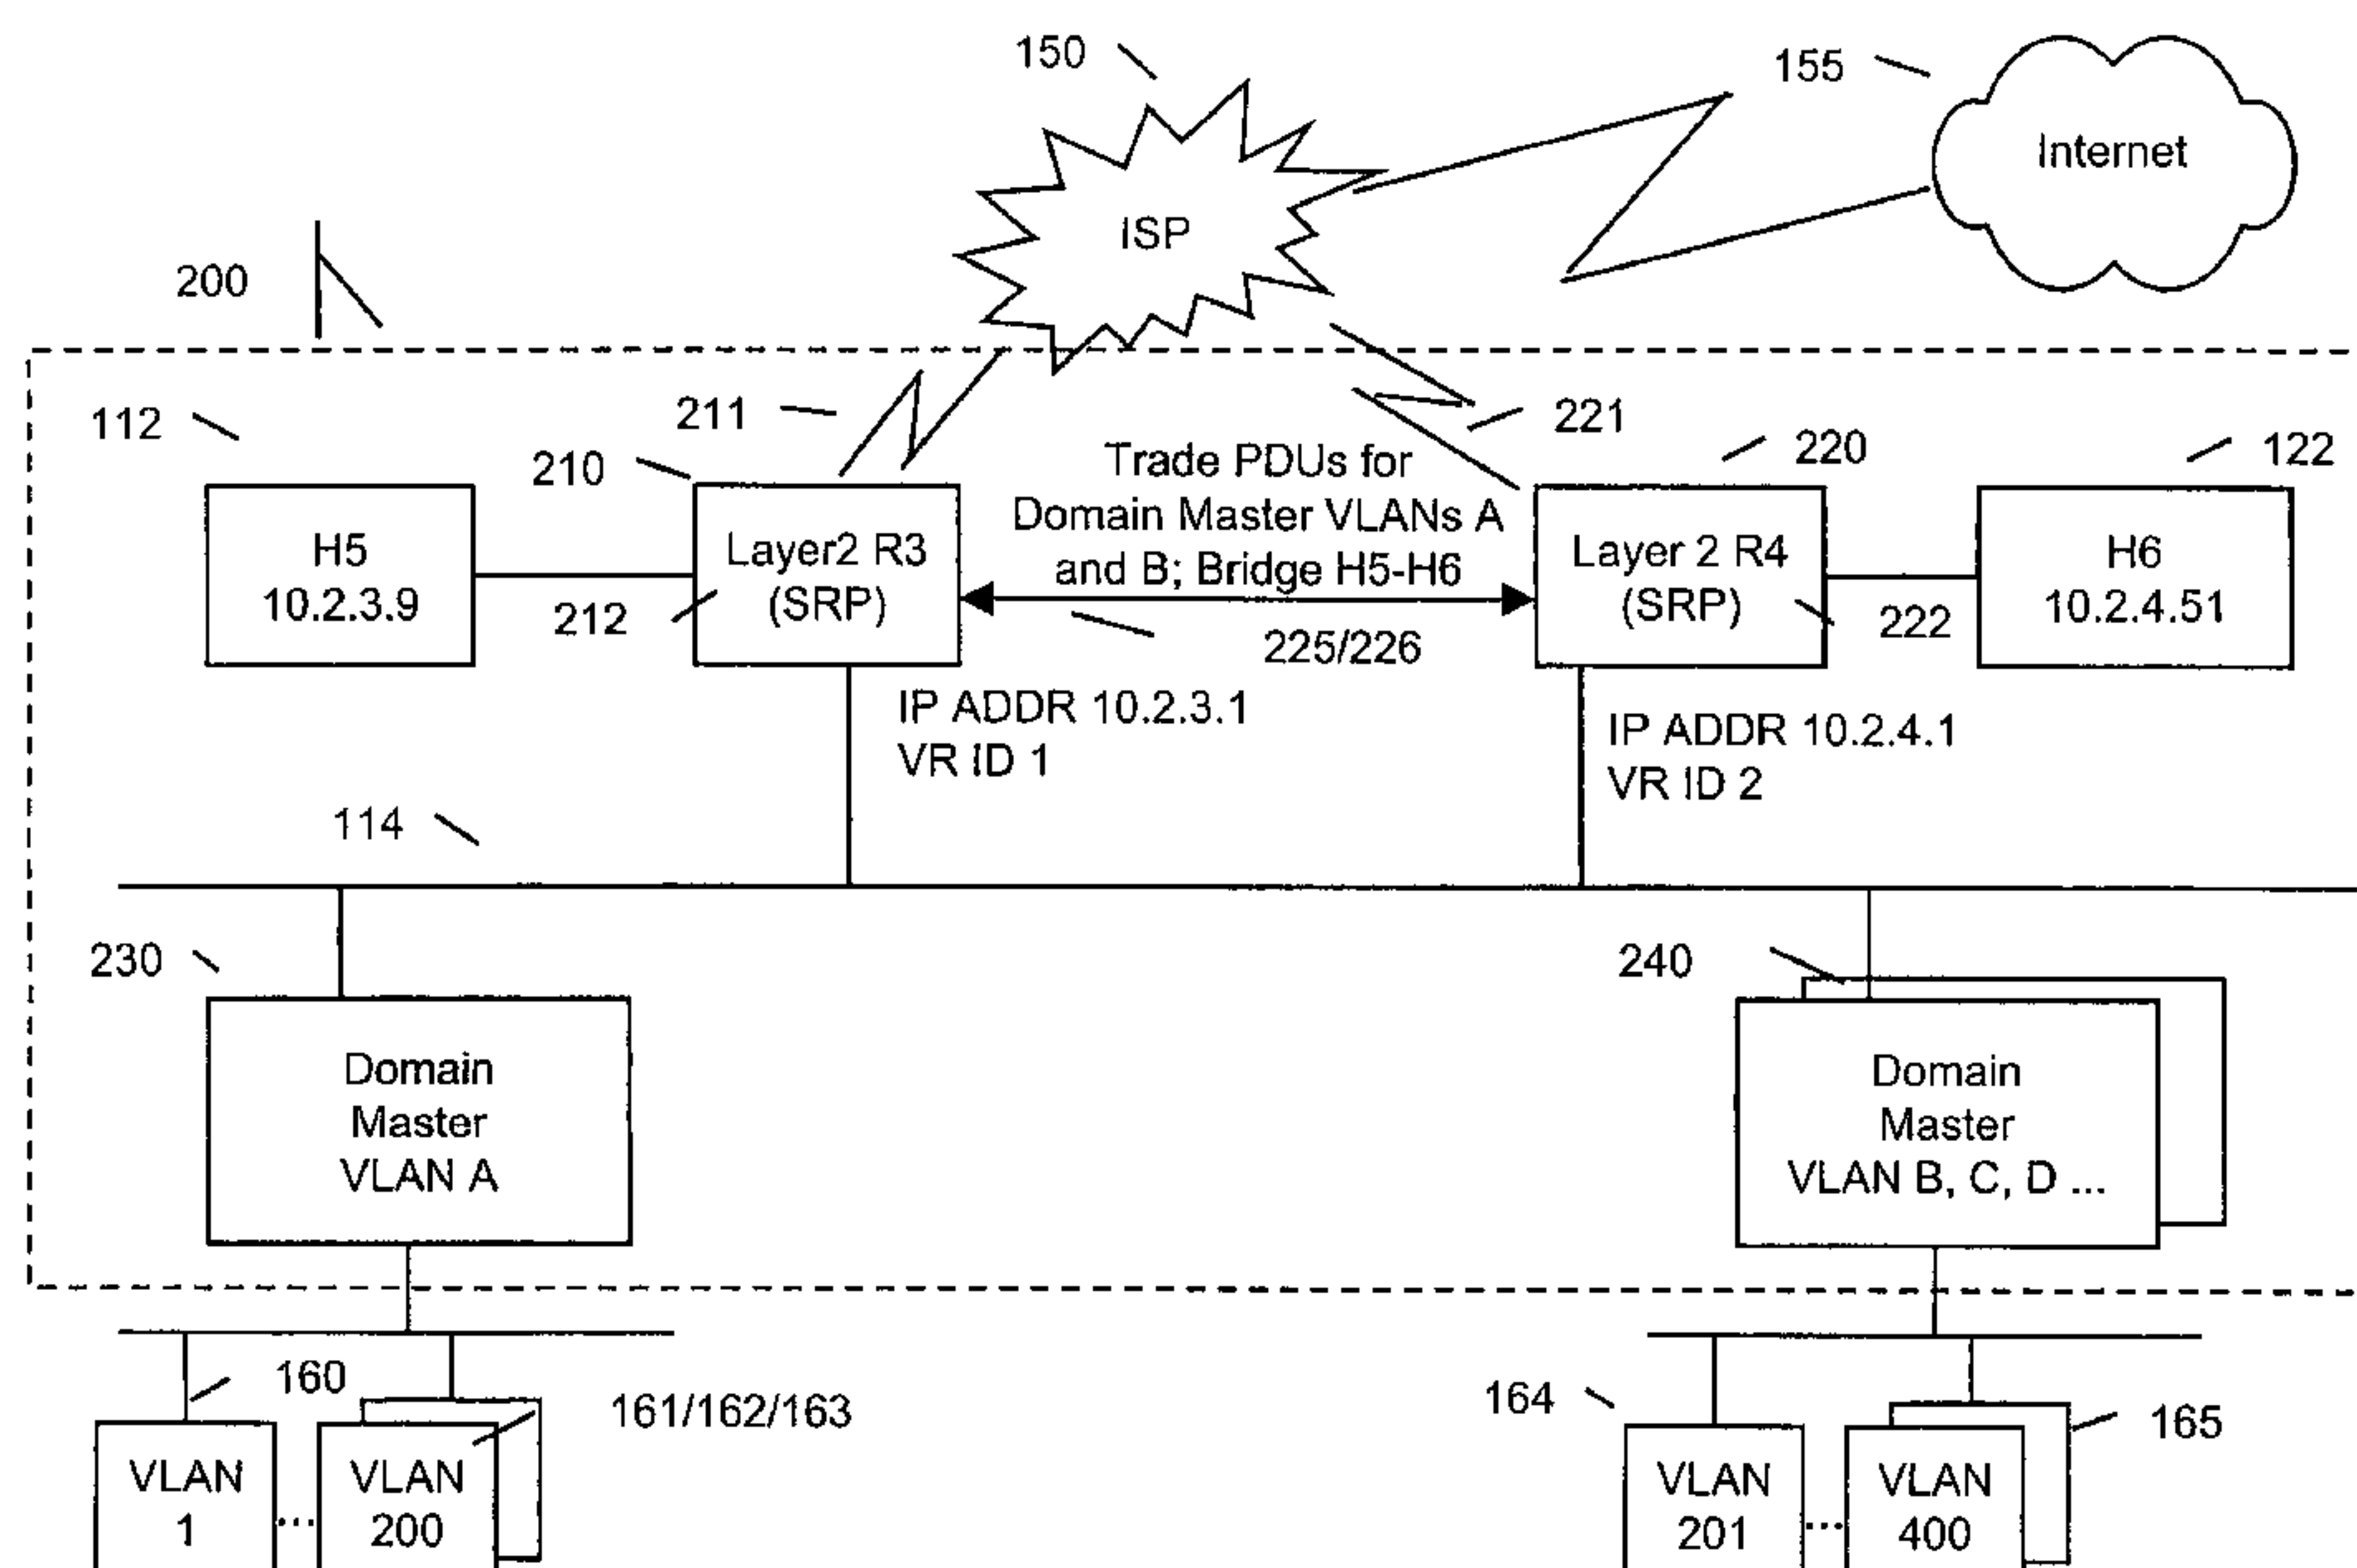 150
155
Internet
ISP
200
112
211
221
210
Trade PDUs for
Domain Master VLANs A
and B; Bridge H5-H6
220
122
H5
10.2.3.9
Layer2 R3
(SRP)
212
225/226
Layer 2 R4
(SRP)
222
H6
10.2.4.51
IP ADDR 10.2.3.1
VR ID 1
IP ADDR 10.2.4.1
VR ID 2
114
230
240
Domain
Master
VLAN A
Domain
Master
VLAN B, C, D ...
160
161/162/163
164
165
VLAN
1
...
VLAN
200
VLAN
201
...
VLAN
400